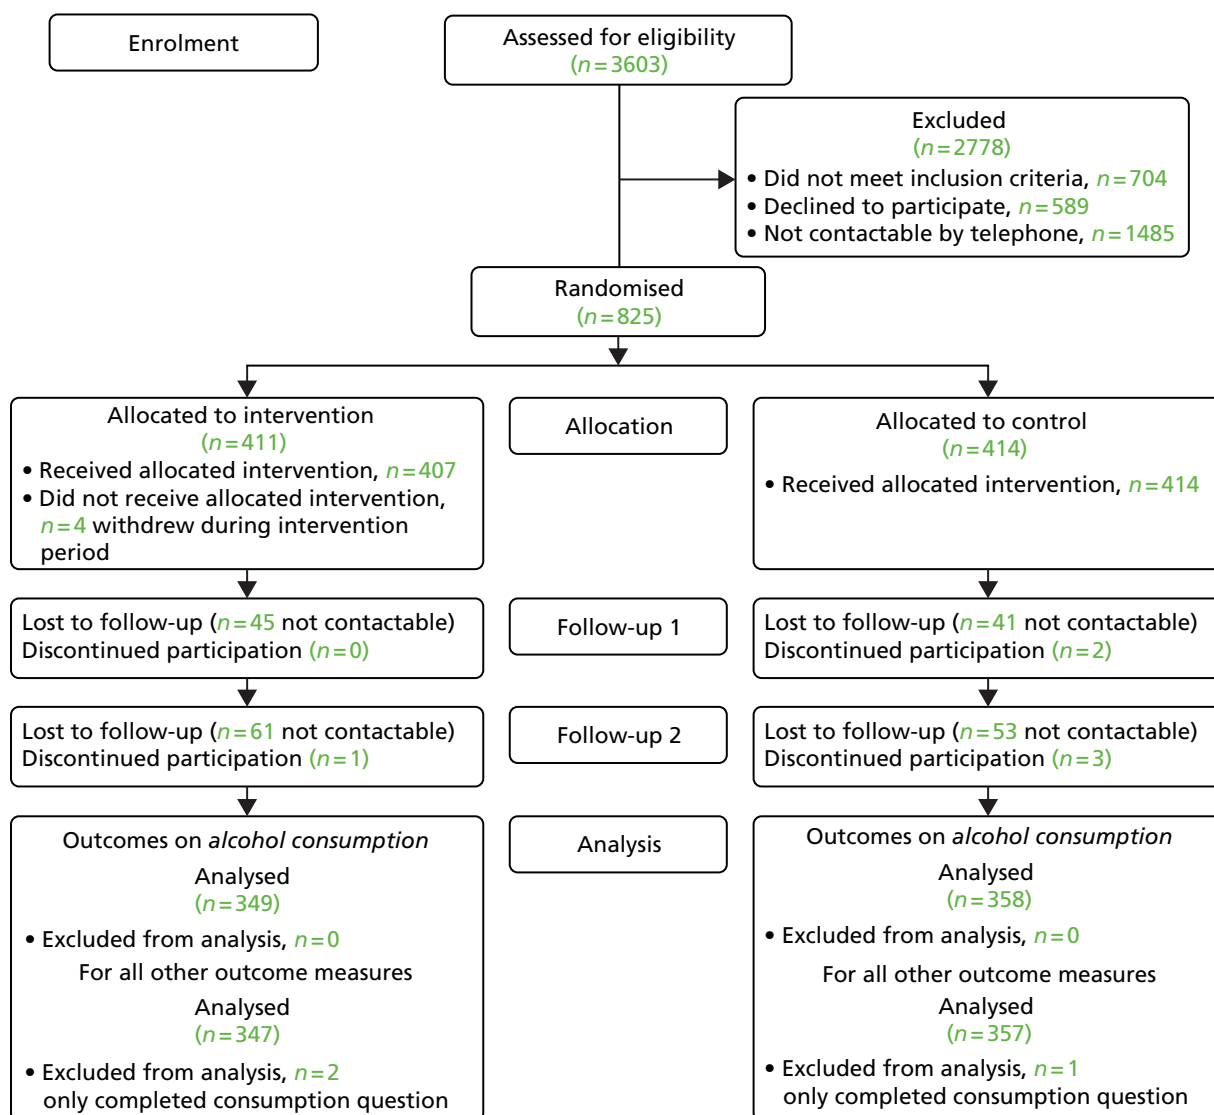 Enrolment
Assessed for eligibility
(n=3603)
Excluded
(n=2778)
• Did not meet inclusion criteria, n=704
• Declined to participate, n=589
• Not contactable by telephone, n=1485
Randomised
(n=825)
Allocated to intervention
(n=411)
• Received allocated intervention, n=407
• Did not receive allocated intervention,
n=4 withdrew during intervention
period
Allocation
Allocated to control
(n=414)
• Received allocated intervention, n=414
Lost to follow-up (n=45 not contactable)
Discontinued participation (n=0)
Follow-up 1
Lost to follow-up (n=41 not contactable)
Discontinued participation (n=2)
Lost to follow-up (n=61 not contactable)
Discontinued participation (n=1)
Follow-up 2
Lost to follow-up (n=53 not contactable)
Discontinued participation (n=3)
Outcomes on alcohol consumption
Analysed
(n=349)
• Excluded from analysis, n=0
For all other outcome measures
Analysed
(n=347)
• Excluded from analysis, n=2
only completed consumption question
Analysis
Outcomes on alcohol consumption
Analysed
(n=358)
• Excluded from analysis, n=0
For all other outcome measures
Analysed
(n=357)
• Excluded from analysis, n=1
only completed consumption question